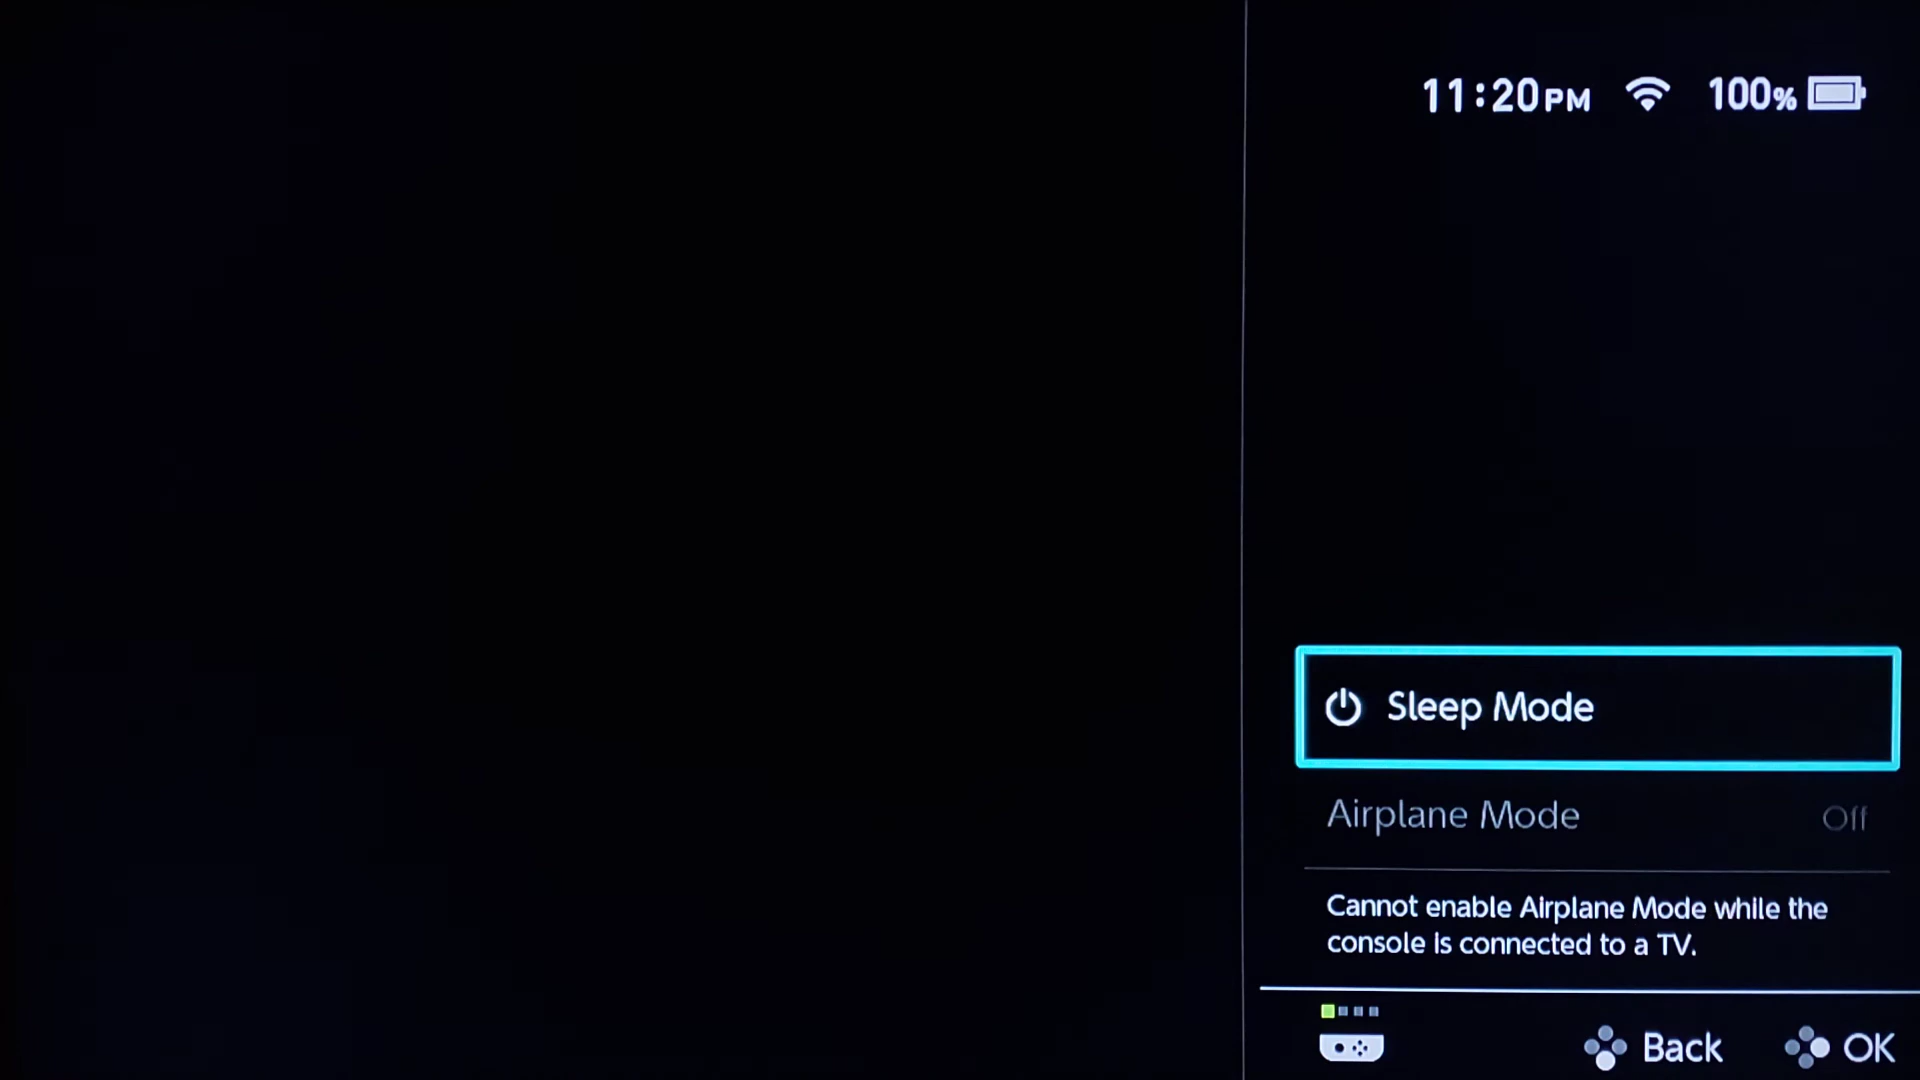 11:20PM 100%
Sleep Mode
Airplane Mode Off
Cannot enable Airplane Mode while the
console is connected to a TV.
Back OK